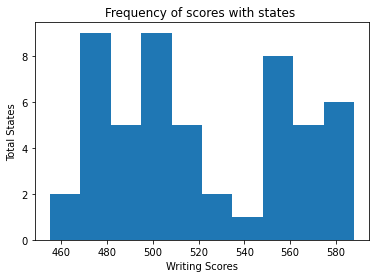 Frequency of scores with states
8
6
4
2
0
Total States
460 480 500 520 540 560 580
Writing Scores